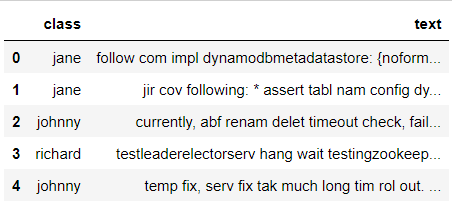 class text
0 jane follow com impl dynamodbmetadatastore: {noform...
1 jane jir cov following: * assert tabl nam config dy...
2 johnny currently, abf renam delet timeout check, fail...
3 richard testleaderelectorserv hang wait testingzookeep...
4 johnny temp fix, serv fix tak much long tim rol out. ...